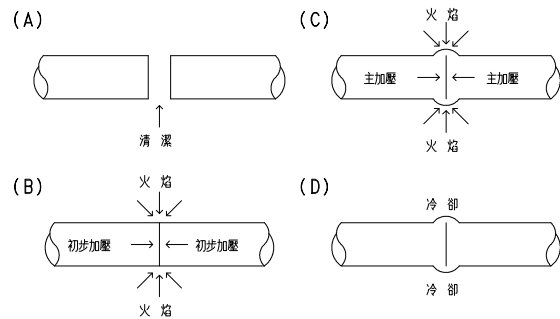 (A)
清 潔
(B)
火 焰
初步加壓 初步加壓
火 焰
(C)
火 焰
主加壓 主加壓
火 焰
(D)
冷 卻
冷 卻